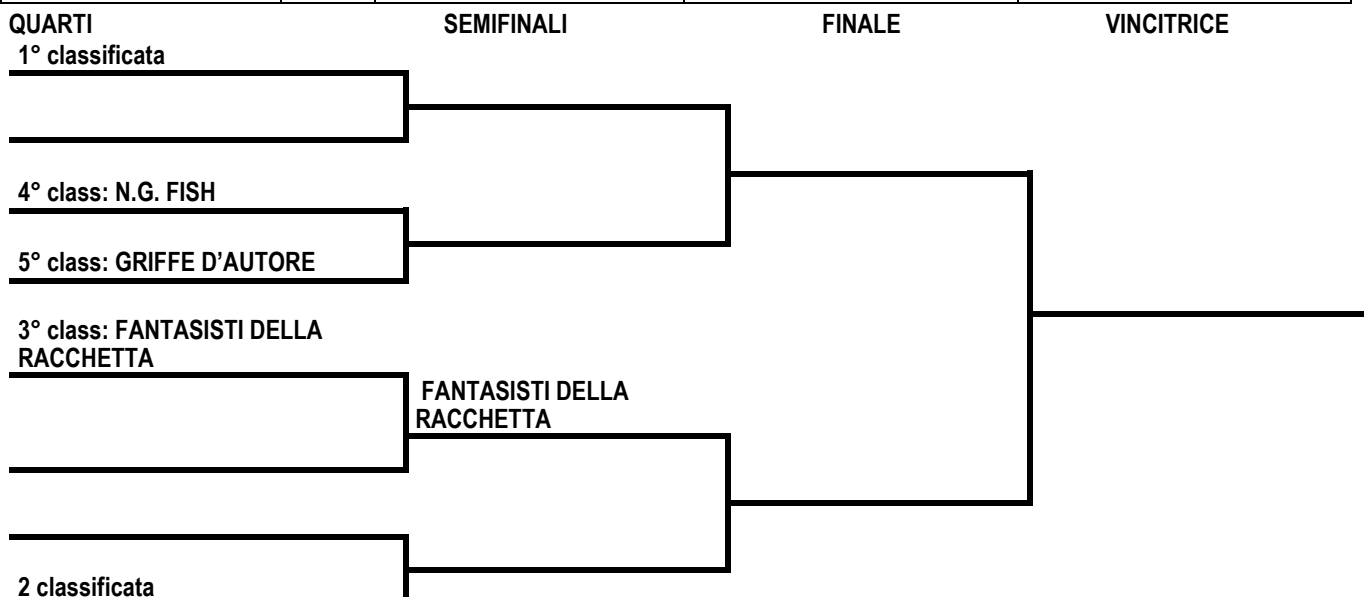 QUARTI SEMIFINALI FINALE VINCITRICE
1° classificata
4° class: N.G. FISH
5° class: GRIFFE D'AUTORE
3° class: FANTASISTI DELLA
RACCHETTA
FANTASISTI DELLA
RACCHETTA
2 classificata